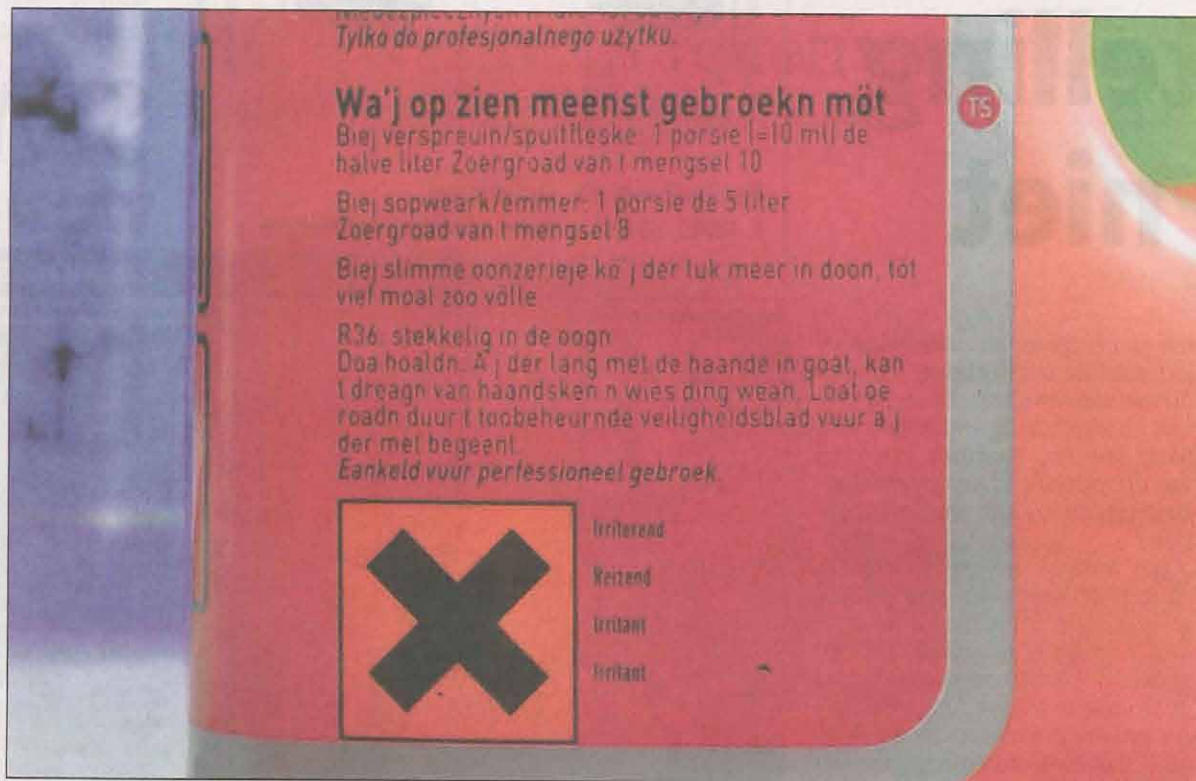 Tylko do profesjonalnego użytku.
Wa'j op zien meenst gebroekn möt
TS
Biej verspreuin/spuitfleske: 1 porsie (=10 ml) de
halve liter Zoergroad van t mengsel 10
Biej sopweark/emmer: 1 porsie de 5 liter
Zoergroad van t mengsel 8
Biej slimme oonzerieje ko'j der tuk meer in doon, tot
vief moal zoo völle
R36: stekkelig in de oogn
Doa hoaldn: A'j der lang met de haande in goat, kan
t dreagn van haandsken n wies ding wean. Loat oe
roadn duur t toobeheurnde veiligheidsblad vuur a'j
der met begeent.
Eankeld vuur perfessioneel gebroek.
Irriterend
Reizend
Irritant
Irritant